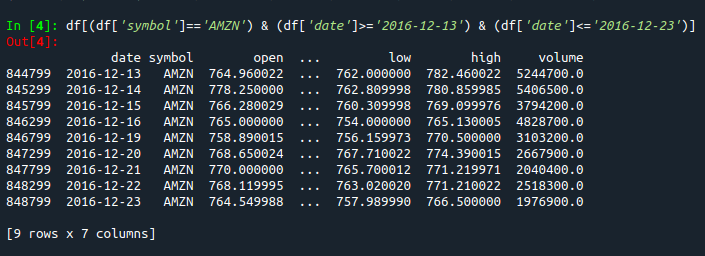 In [4]: df[(df['symbol']=='AMZN') & (df['date']>='2016-12-13') & (df['date']<='2016-12-23')]
Out[4]:
date symbol open ... low high volume
844799 2016-12-13 AMZN 764.960022 ... 762.000000 782.460022 5244700.0
845299 2016-12-14 AMZN 778.250000 ... 762.809998 780.859985 5406500.0
845799 2016-12-15 AMZN 766.280029 ... 760.309998 769.099976 3794200.0
846299 2016-12-16 AMZN 765.000000 ... 754.000000 765.130005 4828700.0
846799 2016-12-19 AMZN 758.890015 ... 756.159973 770.500000 3103200.0
847299 2016-12-20 AMZN 768.650024 ... 767.710022 774.390015 2667900.0
847799 2016-12-21 AMZN 770.000000 ... 765.700012 771.219971 2040400.0
848299 2016-12-22 AMZN 768.119995 ... 763.020020 771.210022 2518300.0
848799 2016-12-23 AMZN 764.549988 ... 757.989990 766.500000 1976900.0
[9 rows x 7 columns]